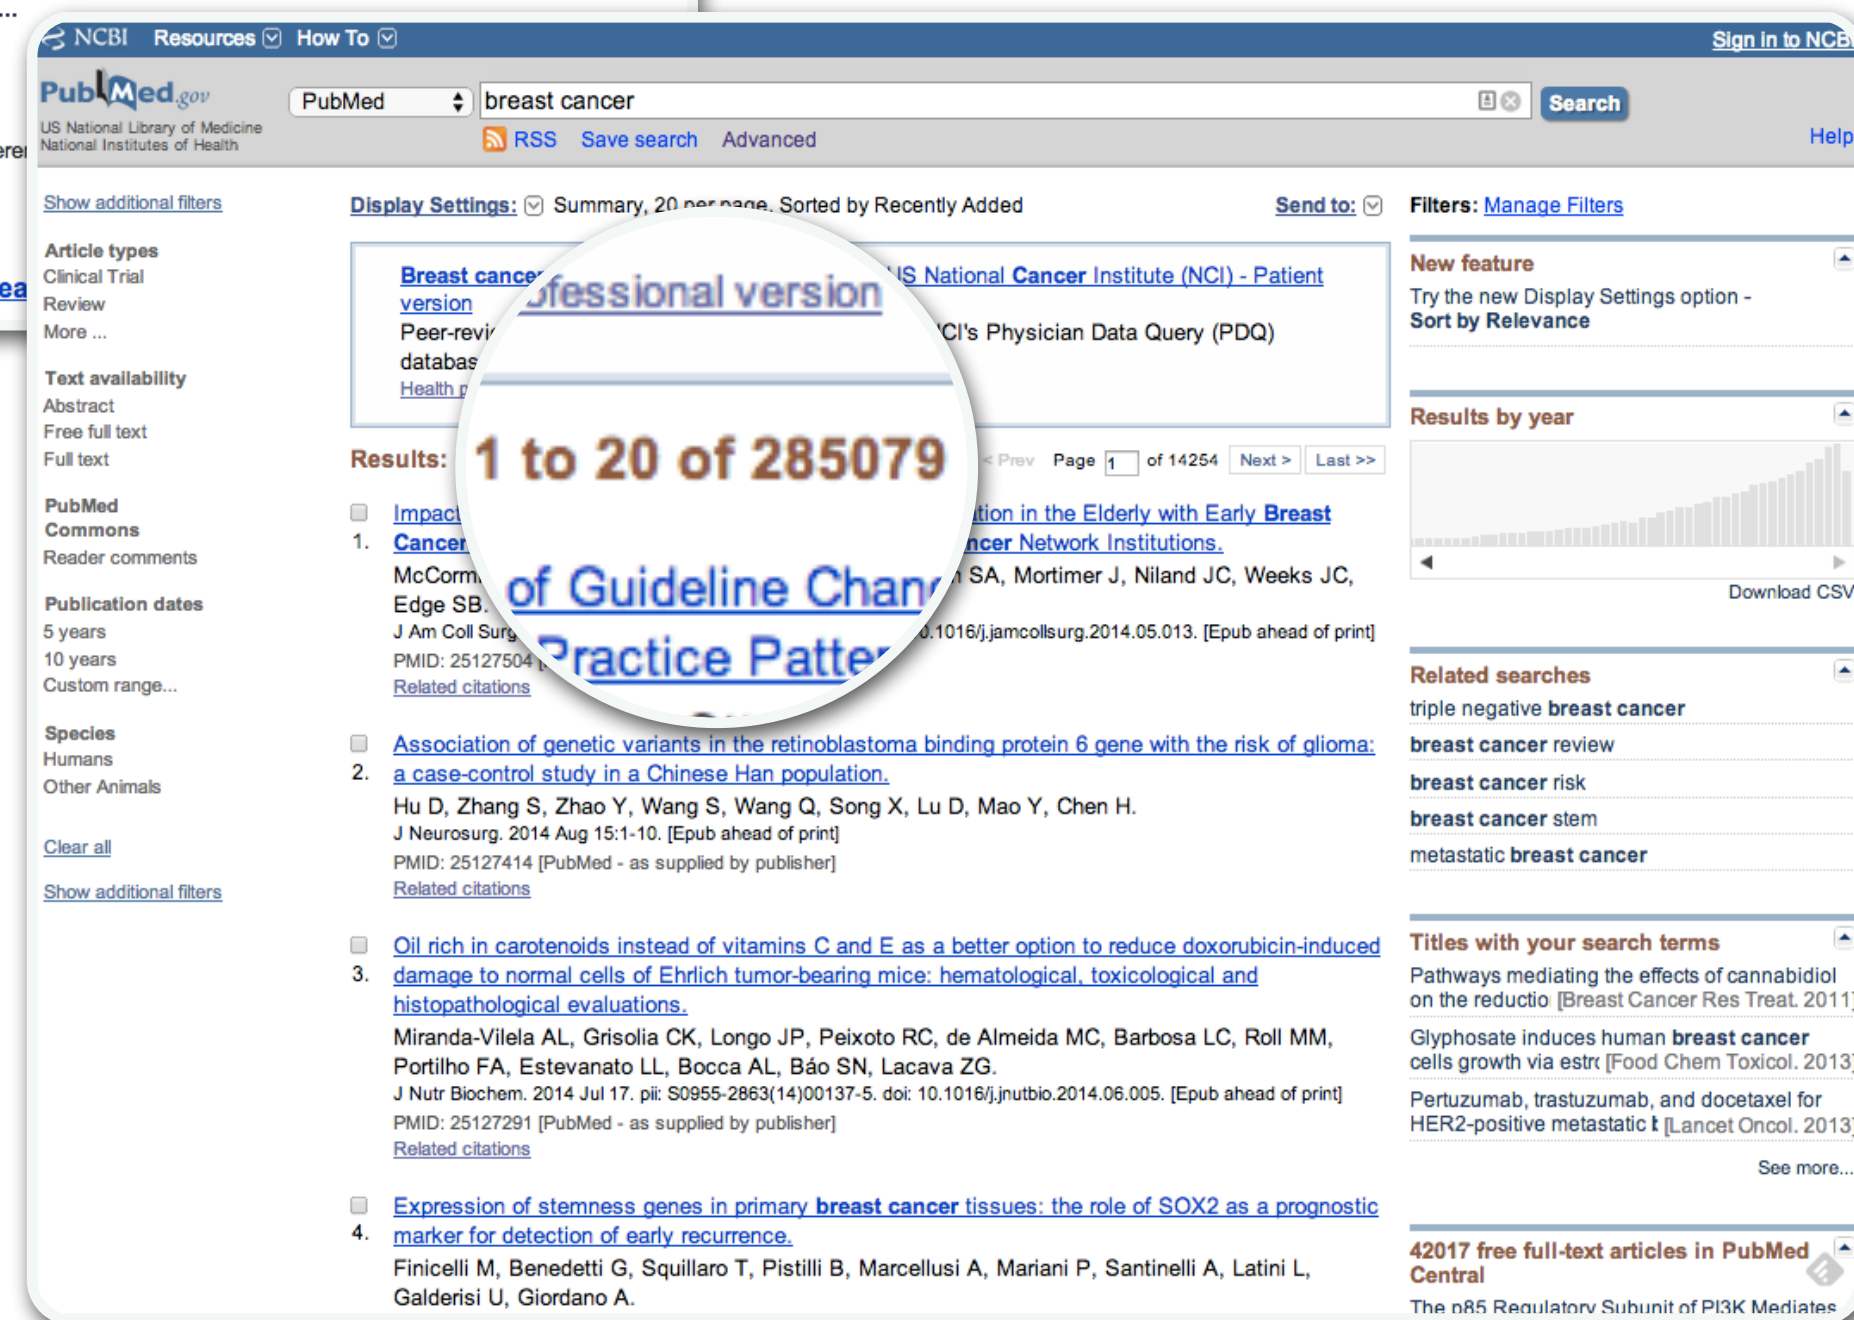 ...
NCBI Resources How To
Sign in to NCB
PubMed.gov
US National Library of Medicine
National Institutes of Health
PubMed
breast cancer
Search
RSS Save search Advanced
Help
Show additional filters
Article types
Clinical Trial
Review
More ...
Text availability
Abstract
Free full text
Full text
PubMed
Commons
Reader comments
Publication dates
5 years
10 years
Custom range...
Species
Humans
Other Animals
Clear all
Show additional filters
Display Settings: Summary, 20 per page, Sorted by Recently Added
Send to:
Breast cancer US National Cancer Institute (NCI) - Patient
version
NCI's Physician Data Query (PDQ)
Health
professional version
Results:
1 to 20 of 285079
< Prev Page 1 of 14254 Next > Last >>
of Guideline
Practice
1. Impact in the Elderly with Early Breast
Cancer Network Institutions.
SA, Mortimer J, Niland JC, Weeks JC,
Edge SB.
J Am Coll Surg 0.1016/j.jamcollsurg.2014.05.013. [Epub ahead of print]
PMID: 25127504
Related citations
2. Association of genetic variants in the retinoblastoma binding protein 6 gene with the risk of glioma:
a case-control study in a Chinese Han population.
Hu D, Zhang S, Zhao Y, Wang S, Wang Q, Song X, Lu D, Mao Y, Chen H.
J Neurosurg. 2014 Aug 15:1-10. [Epub ahead of print]
PMID: 25127414 [PubMed - as supplied by publisher]
Related citations
3. Oil rich in carotenoids instead of vitamins C and E as a better option to reduce doxorubicin-induced
damage to normal cells of Ehrlich tumor-bearing mice: hematological, toxicological and
histopathological evaluations.
Miranda-Vilela AL, Grisolia CK, Longo JP, Peixoto RC, de Almeida MC, Barbosa LC, Roll MM,
Portilho FA, Estevanato LL, Bocca AL, Báo SN, Lacava ZG.
J Nutr Biochem. 2014 Jul 17. pii: S0955-2863(14)00137-5. doi: 10.1016/j.jnutbio.2014.06.005. [Epub ahead of print]
PMID: 25127291 [PubMed - as supplied by publisher]
Related citations
4. Expression of stemness genes in primary breast cancer tissues: the role of SOX2 as a prognostic
marker for detection of early recurrence.
Finicelli M, Benedetti G, Squillaro T, Pistilli B, Marcellusi A, Mariani P, Santinelli A, Latini L,
Galderisi U, Giordano A.
Filters: Manage Filters
New feature
Try the new Display Settings option -
Sort by Relevance
Results by year
Download CSV
Related searches
triple negative breast cancer
breast cancer review
breast cancer risk
breast cancer stem
metastatic breast cancer
Titles with your search terms
Pathways mediating the effects of cannabidiol
on the reductio [Breast Cancer Res Treat. 2011]
Glyphosate induces human breast cancer
cells growth via estr [Food Chem Toxicol. 2013]
Pertuzumab, trastuzumab, and docetaxel for
HER2-positive metastatic [Lancet Oncol. 2013]
See more...
42017 free full-text articles in PubMed
Central
The p85 Regulatory Subunit of PI3K Mediates